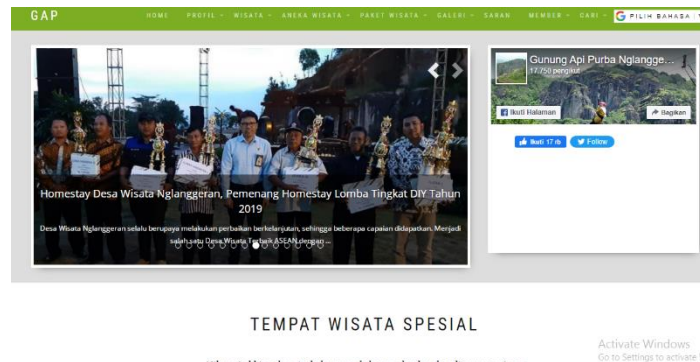 GAP HOME PROFIL WISATA ANEKA WISATA PAKET WISATA GALERI SARAN MEMBER CARI G PILIH BAHASA
Homestay Desa Wisata Nglanggeran, Pemenang Homestay Lomba Tingkat DIY Tahun
2019
Desa Wisata Nglanggeran selalu berupaya melakukan perbaikan berkelanjutan, sehingga beberapa capaian didapatkan. Menjadi
salah satu Desa Wisata Terbaik ASEAN dengan ...
Gunung Api Purba Nglangge...
17.750 pengikut
Ikuti Halaman
Bagikan
Ikuti 17 rb
Follow
TEMPAT WISATA SPESIAL
Activate Windows
Go to Settings to activate